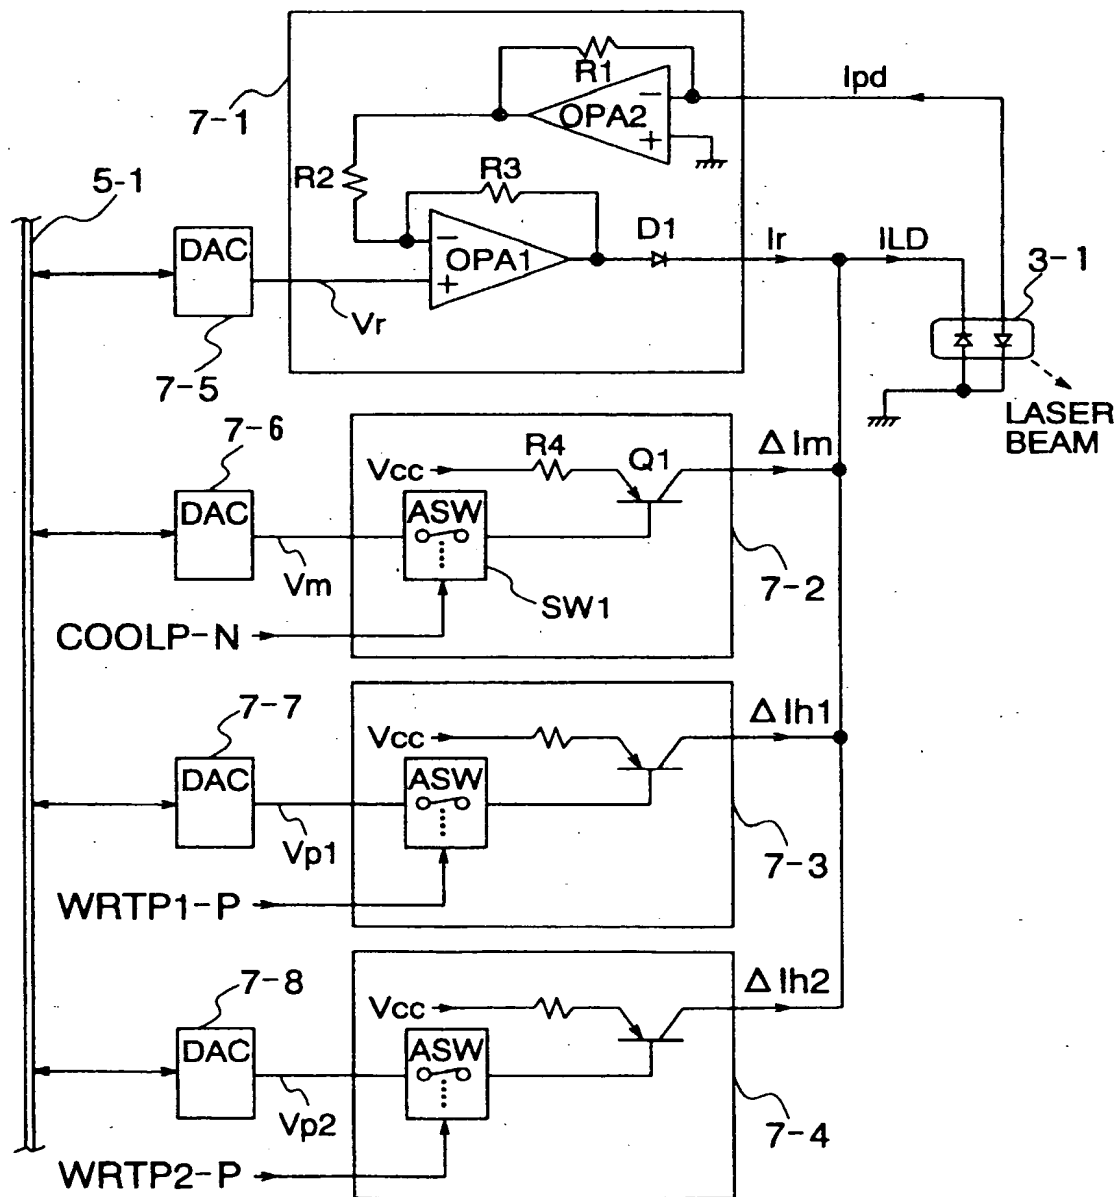 R1
Ipd
7-1
OPA2
−
+
5-1
R2
R3
DAC
−
OPA1
+
D1
Ir
ILD
3-1
Vr
7-5
LASER
BEAM
7-6
Vcc
R4
Q1
ΔIm
DAC
ASW
Vm
SW1
7-2
COOLP-N
7-7
Vcc
ΔIh1
DAC
ASW
Vp1
7-3
WRTP1-P
7-8
Vcc
ΔIh2
DAC
ASW
Vp2
7-4
WRTP2-P